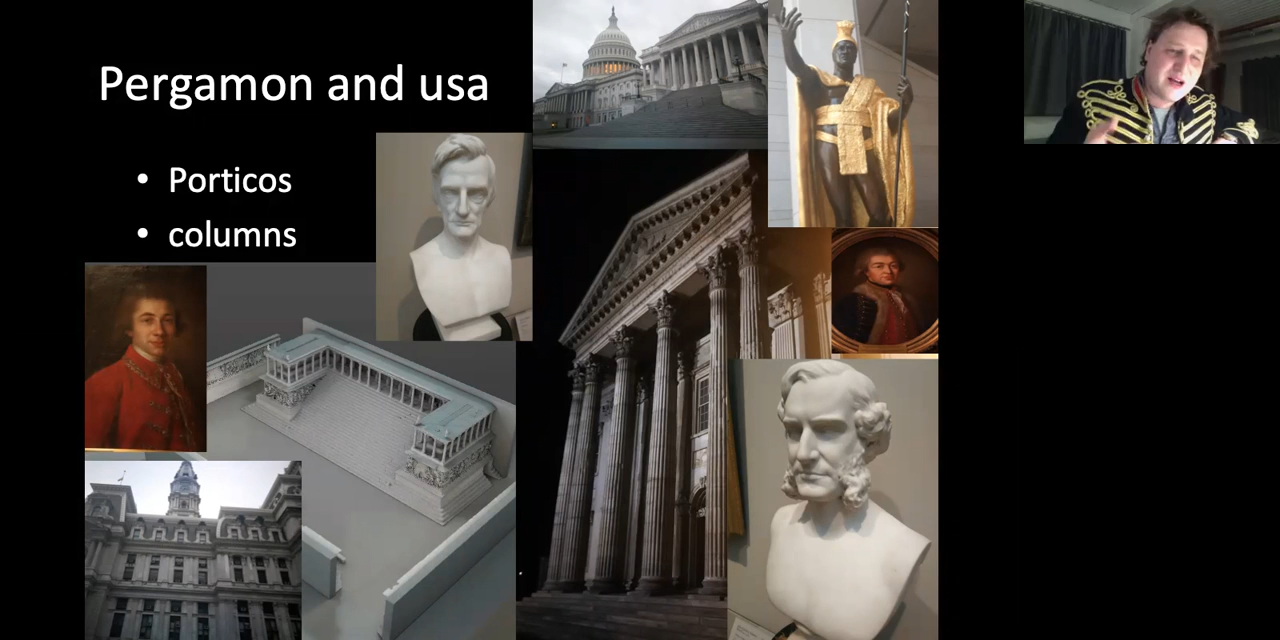 Pergamon and usa
• Porticos
• columns